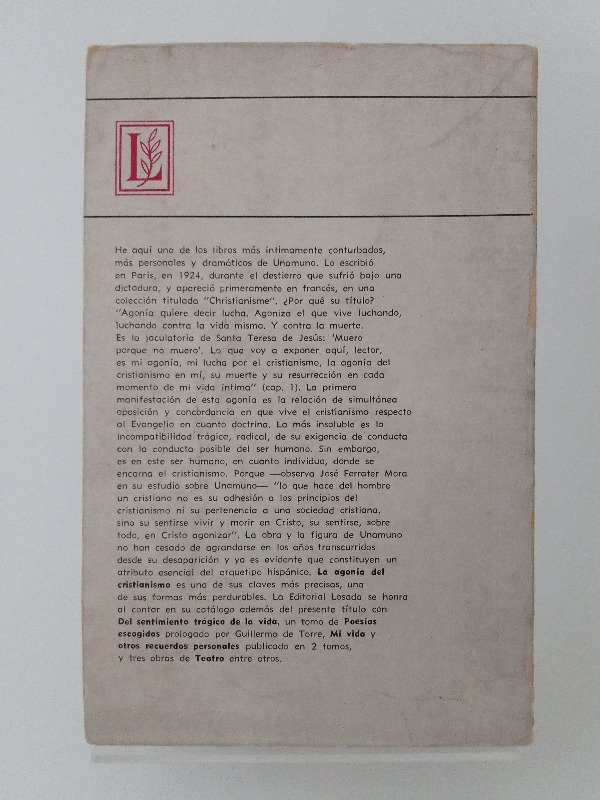 L
He aquí uno de los libros más íntimamente conturbados,
más personales y dramáticos de Unamuno. Lo escribió
en París, en 1924, durante el destierro que sufrió bajo una
dictadura, y apareció primeramente en francés, en una
colección titulada "Christianisme". ¿Por qué su título?
"Agonía quiere decir lucha. Agoniza el que vive luchando,
luchando contra la vida misma. Y contra la muerte.
Es la jaculatoria de Santa Teresa de Jesús: 'Muero
porque no muero'. Lo que voy a exponer aquí, lector,
es mi agonía, mi lucha por el cristianismo, la agonía del
cristianismo en mí, su muerte y su resurrección en cada
momento de mi vida íntima" (cap. 1). La primera
manifestación de esta agonía es la relación de simultánea
oposición y concordancia en que vive el cristianismo respecto
al Evangelio en cuanto doctrina. La más insoluble es la
incompatibilidad trágica, radical, de su exigencia de conducta
con la conducta posible del ser humano. Sin embargo,
es en este ser humano, en cuanto individuo, donde se
encarna el cristianismo. Porque —observa José Ferrater Mora
en su estudio sobre Unamuno— "lo que hace del hombre
un cristiano no es su adhesión a los principios del
cristianismo ni su pertenencia a una sociedad cristiana,
sino su sentirse vivir y morir en Cristo, su sentirse, sobre
todo, en Cristo agonizar". La obra y la figura de Unamuno
no han cesado de agrandarse en los años transcurridos
desde su desaparición y ya es evidente que constituyen un
atributo esencial del arquetipo hispánico. La agonía del
cristianismo es una de sus claves más precisas, una
de sus formas más perdurables. La Editorial Losada se honra
al contar en su catálogo además del presente título con
Del sentimiento trágico de la vida, un tomo de Poesías
escogidas prologado por Guillermo de Torre, Mi vida y
otros recuerdos personales publicado en 2 tomos,
y tres obras de Teatro entre otros.